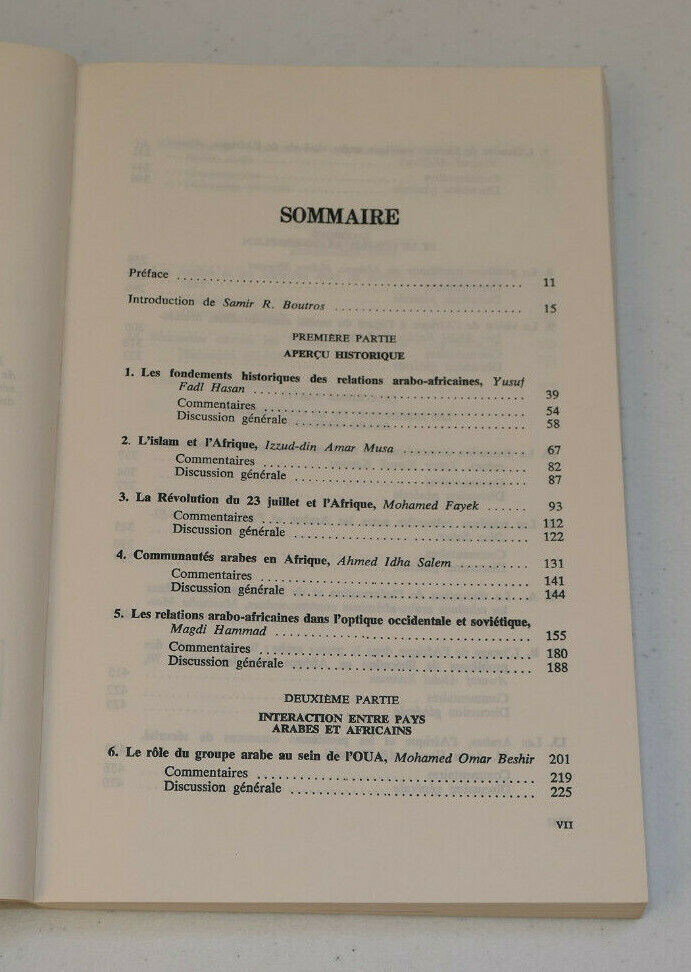 SOMMAIRE
Préface ........ 11
Introduction de Samir R. Boutros ........ 15
PREMIÈRE PARTIE
APERÇU HISTORIQUE
1. Les fondements historiques des relations arabo-africaines, Yusuf
Fadl Hasan ........ 39
Commentaires ........ 54
Discussion générale ........ 58
2. L'islam et l'Afrique, Izzud-din Amar Musa ........ 67
Commentaires ........ 82
Discussion générale ........ 87
3. La Révolution du 23 juillet et l'Afrique, Mohamed Fayek ...... 93
Commentaires ........ 112
Discussion générale ........ 122
4. Communautés arabes en Afrique, Ahmed Idha Salem ........ 131
Commentaires ........ 141
Discussion générale ........ 144
5. Les relations arabo-africaines dans l'optique occidentale et soviétique,
Magdi Hammad ........ 155
Commentaires ........ 180
Discussion générale ........ 188
DEUXIÈME PARTIE
INTERACTION ENTRE PAYS
ARABES ET AFRICAINS
6. Le rôle du groupe arabe au sein de l'OUA, Mohamed Omar Beshir 201
Commentaires ........ 219
Discussion générale ........ 225
VII